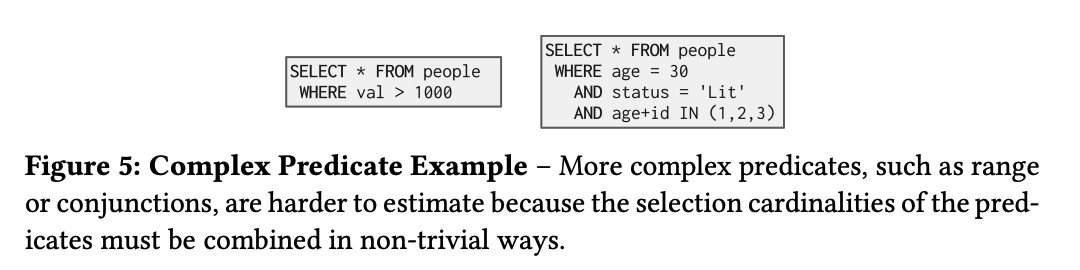 SELECT * FROM people
WHERE val > 1000
SELECT * FROM people
WHERE age = 30
AND status = 'Lit'
AND age+id IN (1,2,3)
Figure 5: Complex Predicate Example – More complex predicates, such as range
or conjunctions, are harder to estimate because the selection cardinalities of the pred-
icates must be combined in non-trivial ways.